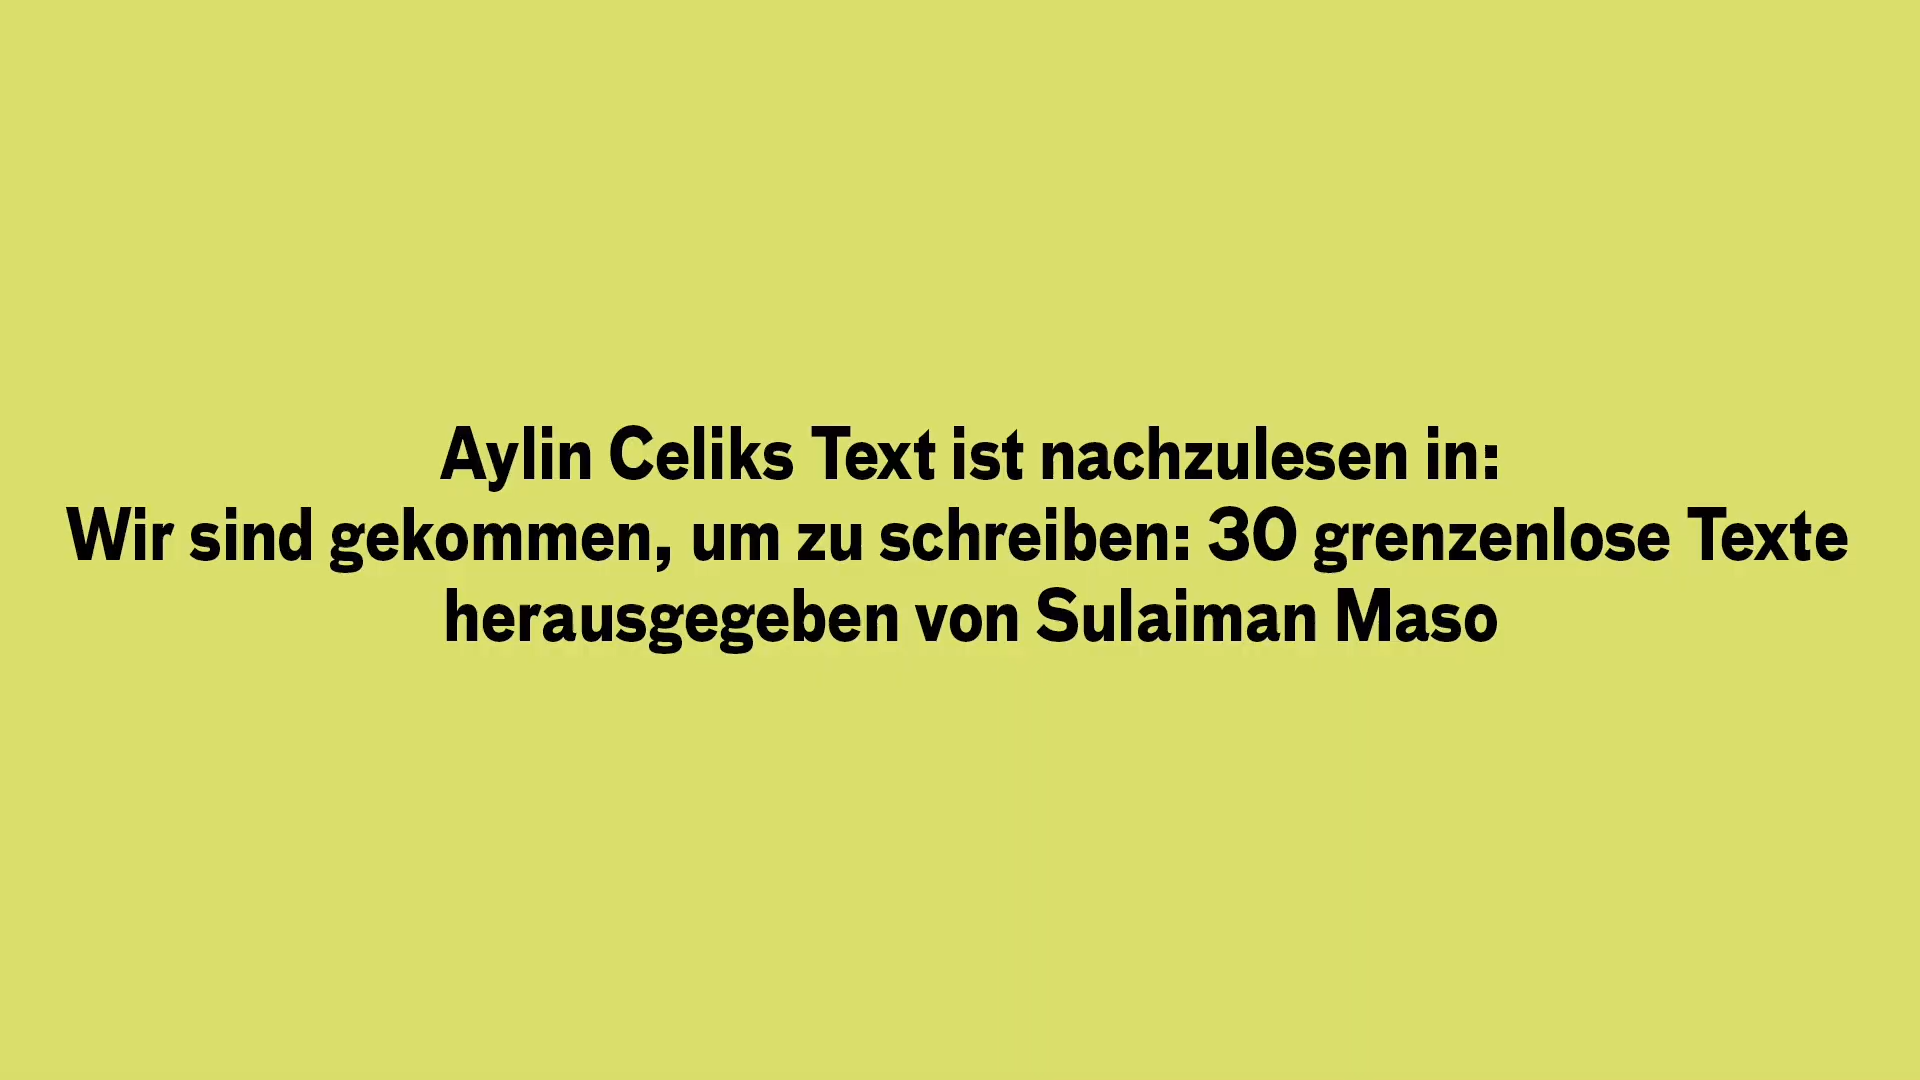 Aylin Celiks Text ist nachzulesen in:
Wir sind gekommen, um zu schreiben: 30 grenzenlose Texte
herausgegeben von Sulaiman Maso